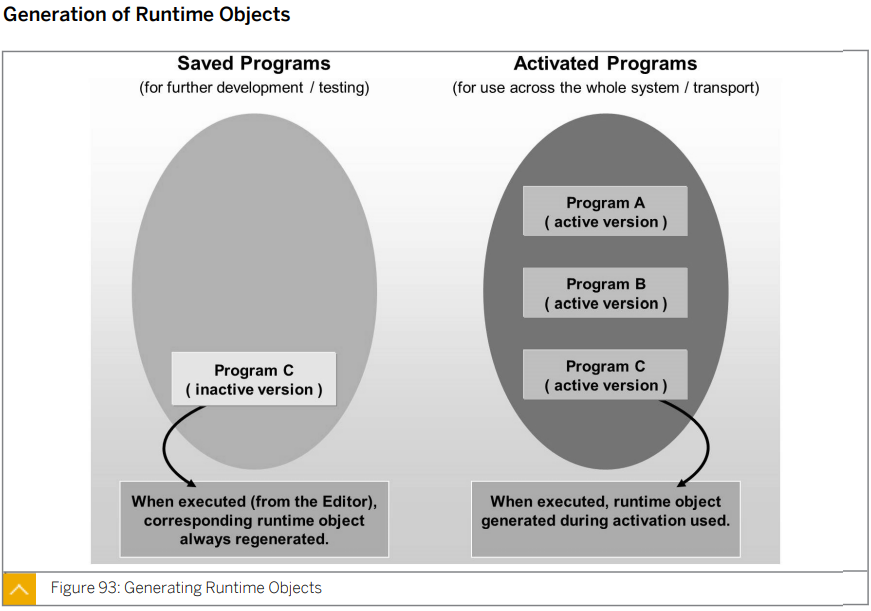 Generation of Runtime Objects
Saved Programs
(for further development / testing)
Activated Programs
(for use across the whole system / transport)
Program A
( active version )
Program B
( active version )
Program C
( inactive version )
Program C
( active version )
When executed (from the Editor),
corresponding runtime object
always regenerated.
When executed, runtime object
generated during activation used.
Figure 93: Generating Runtime Objects